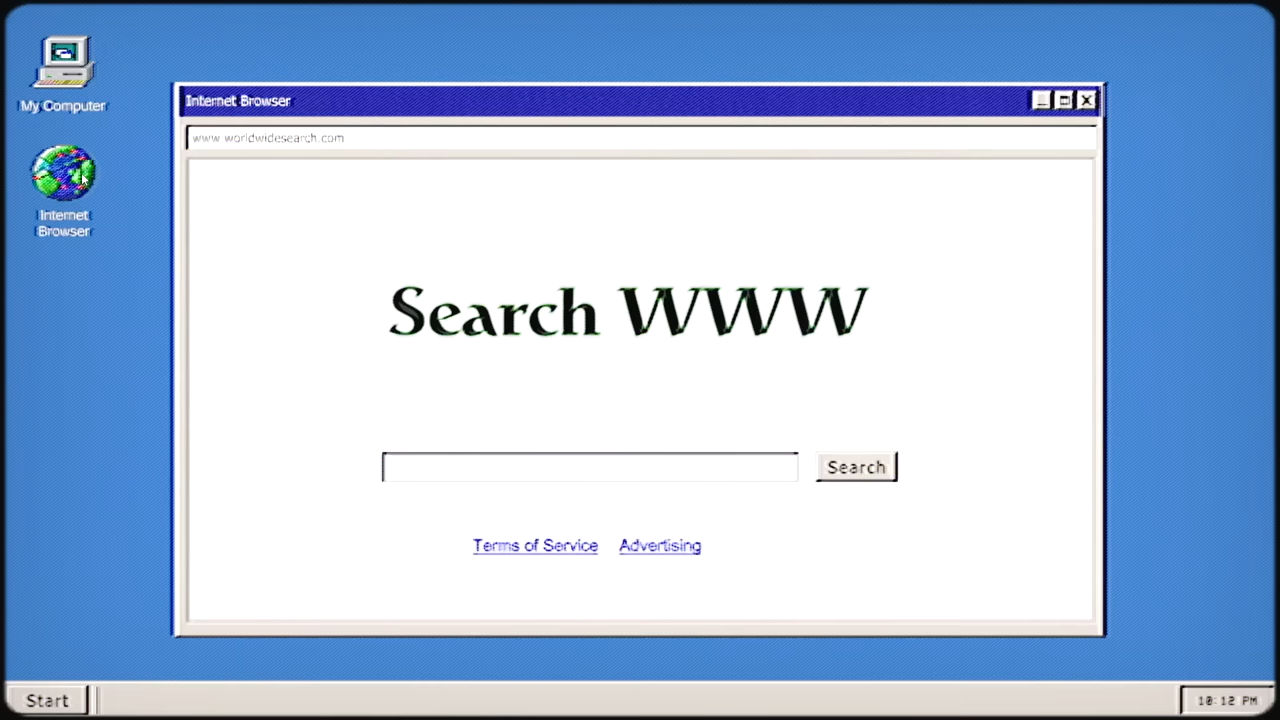 My Computer
Internet
Browser
Internet Browser
www.worldwidesearch.com
Search WWW
Search
Terms of Service Advertising
Start
10:12 PM